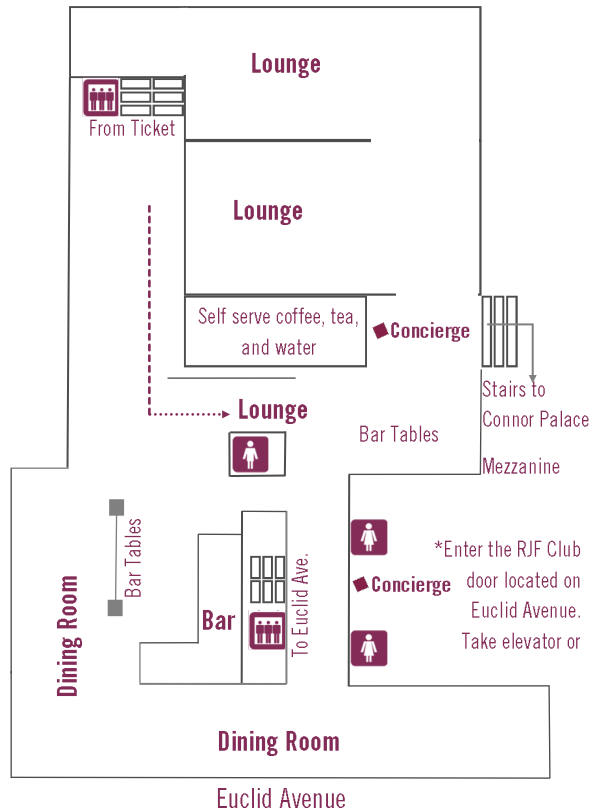 Lounge
From Ticket
Lounge
Self serve coffee, tea,
and water
Concierge
Stairs to
Connor Palace
Mezzanine
Lounge
Bar Tables
Bar Tables
*Enter the RJF Club
door located on
Euclid Avenue.
Take elevator or
Concierge
To Euclid Ave.
Bar
Dining Room
Dining Room
Euclid Avenue